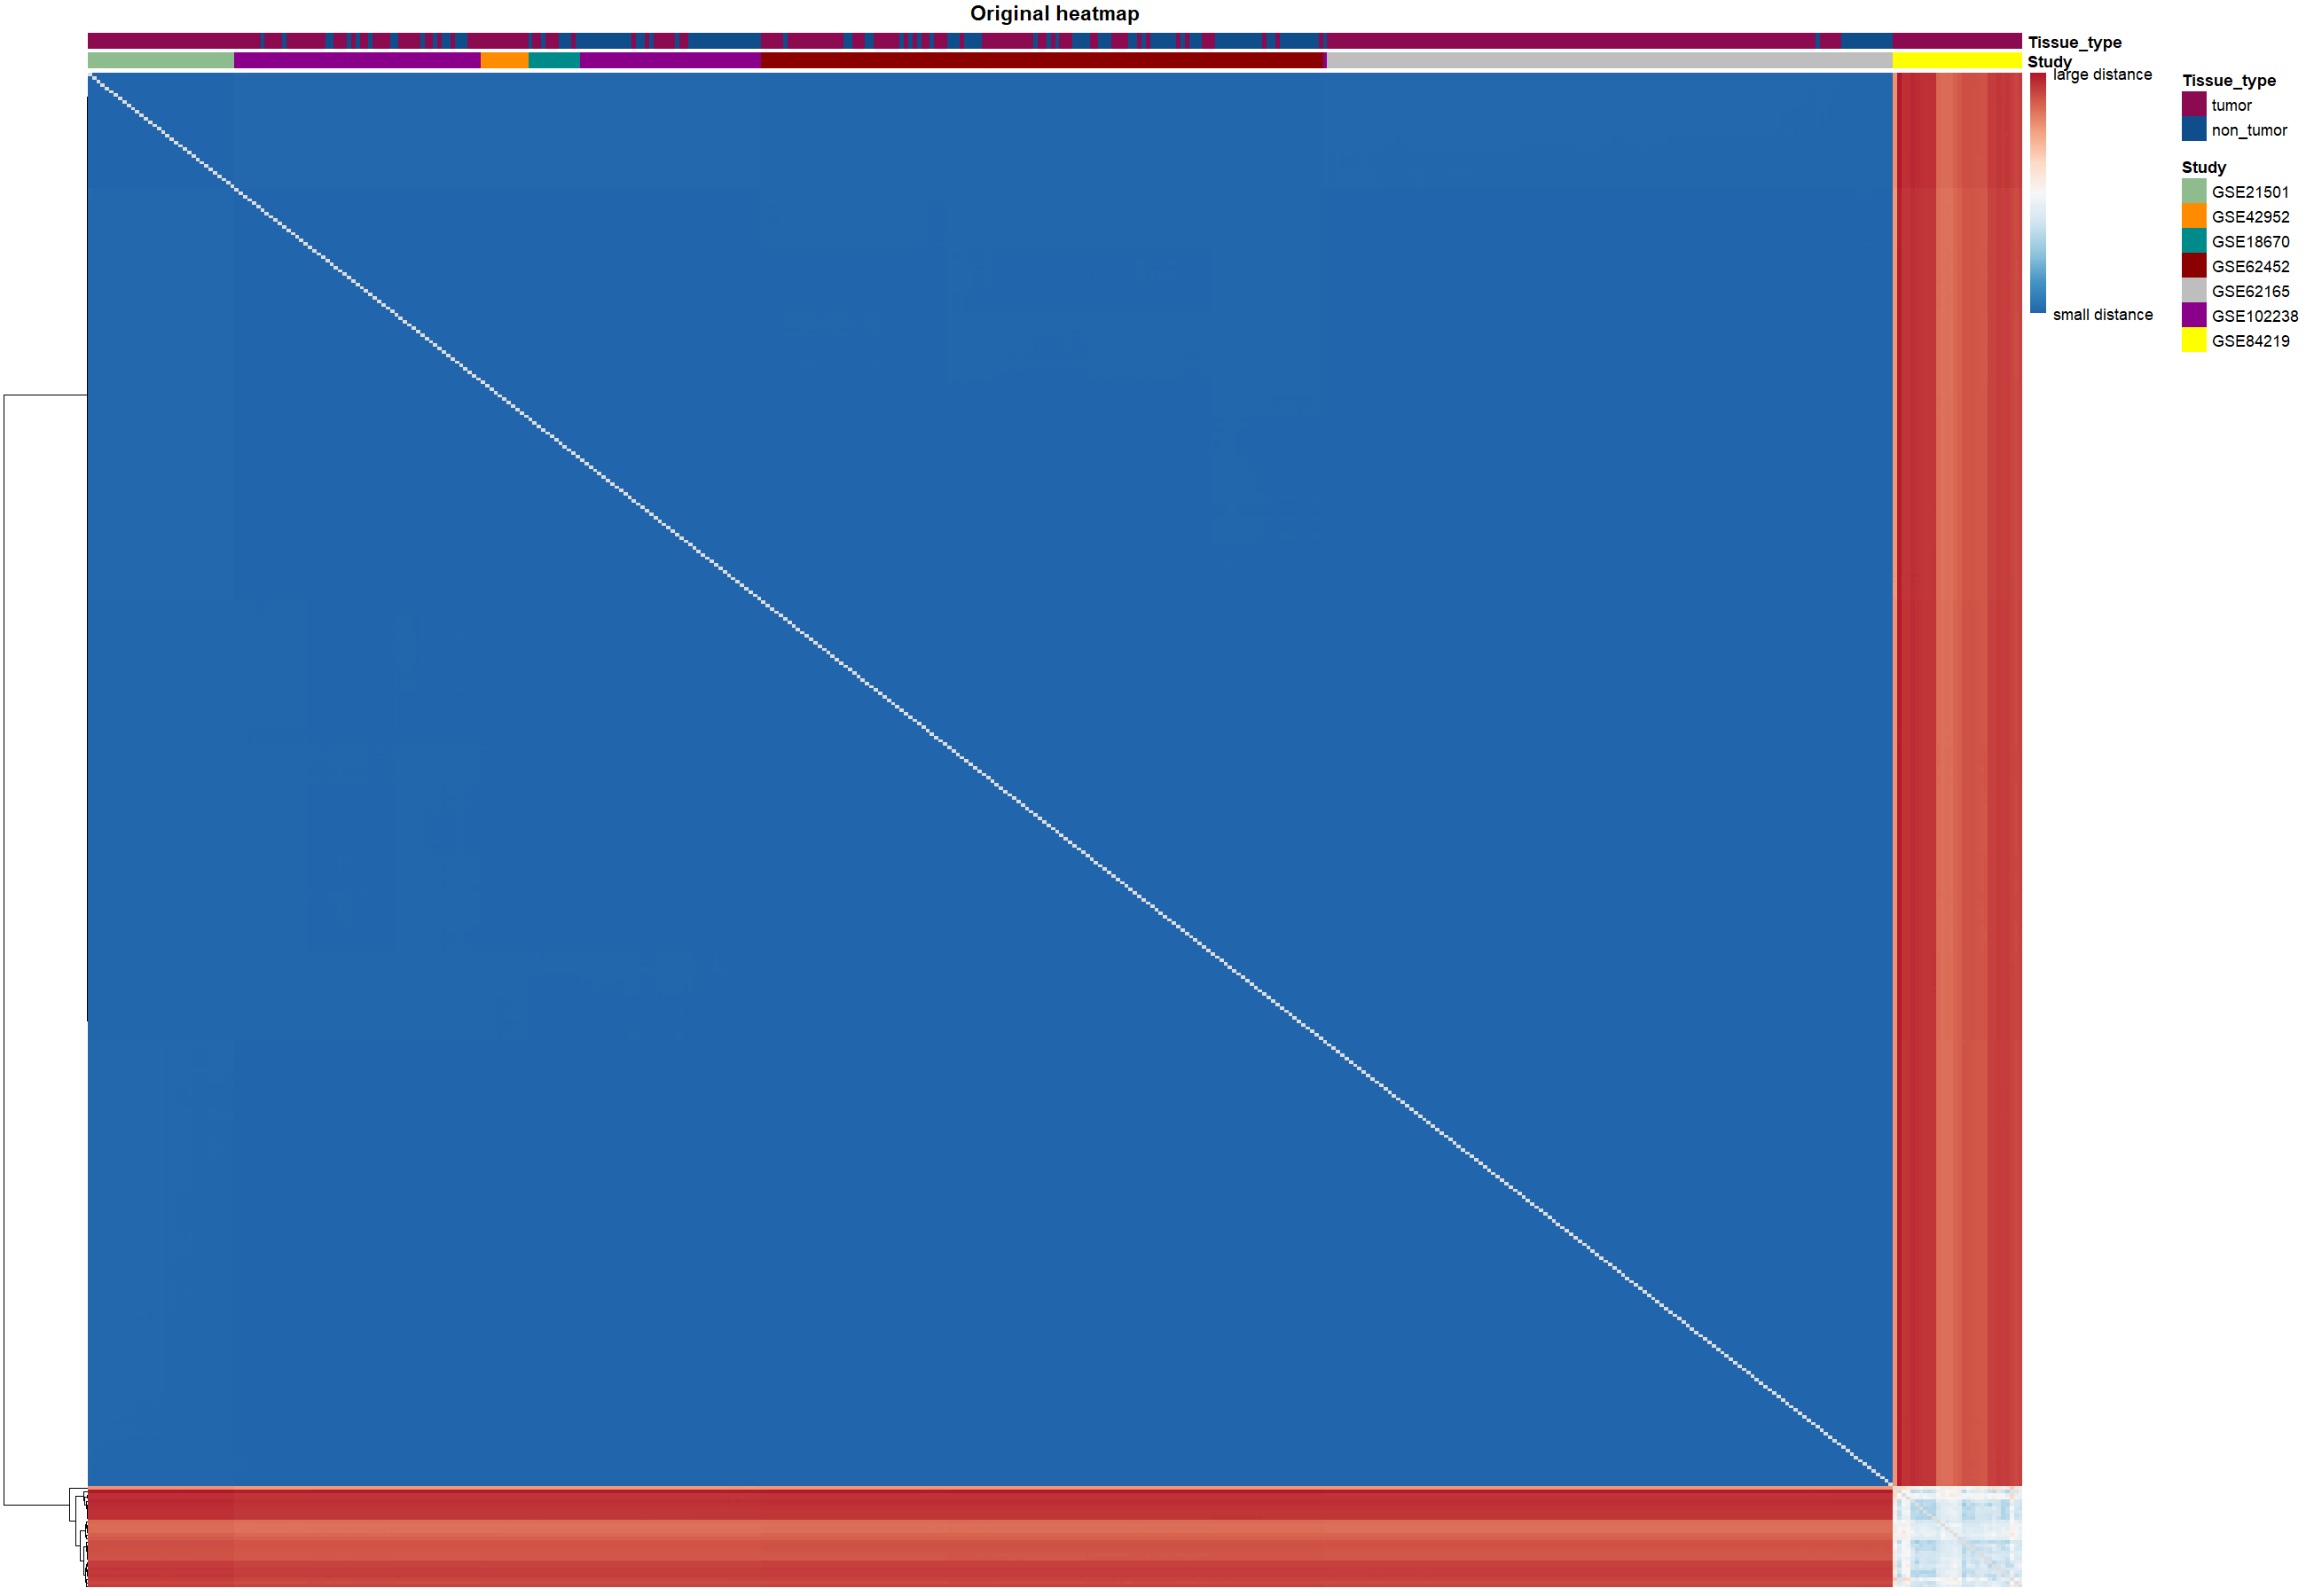 Original heatmap
Tissue_type
Study
large distance
small distance
Tissue_type
tumor
non_tumor
Study
GSE21501
GSE42952
GSE18670
GSE62452
GSE62165
GSE102238
GSE84219